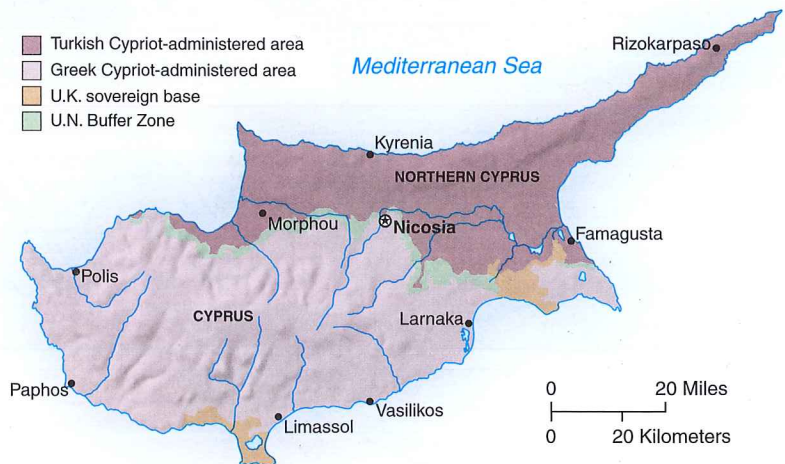 Turkish Cypriot-administered area
Greek Cypriot-administered area
U.K. sovereign base
U.N. Buffer Zone
Mediterranean Sea
Rizokarpaso
Kyrenia
NORTHERN CYPRUS
Morphou
Nicosia
Famagusta
Polis
CYPRUS
Larnaka
Paphos
Limassol
Vasilikos
0 20 Miles
0 20 Kilometers